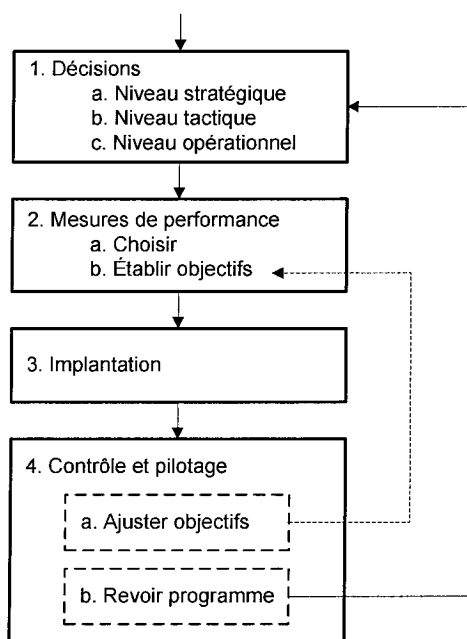 1. Décisions
a. Niveau stratégique
b. Niveau tactique
c. Niveau opérationnel
2. Mesures de performance
a. Choisir
b. Établir objectifs
3. Implantation
4. Contrôle et pilotage
a. Ajuster objectifs
b. Revoir programme